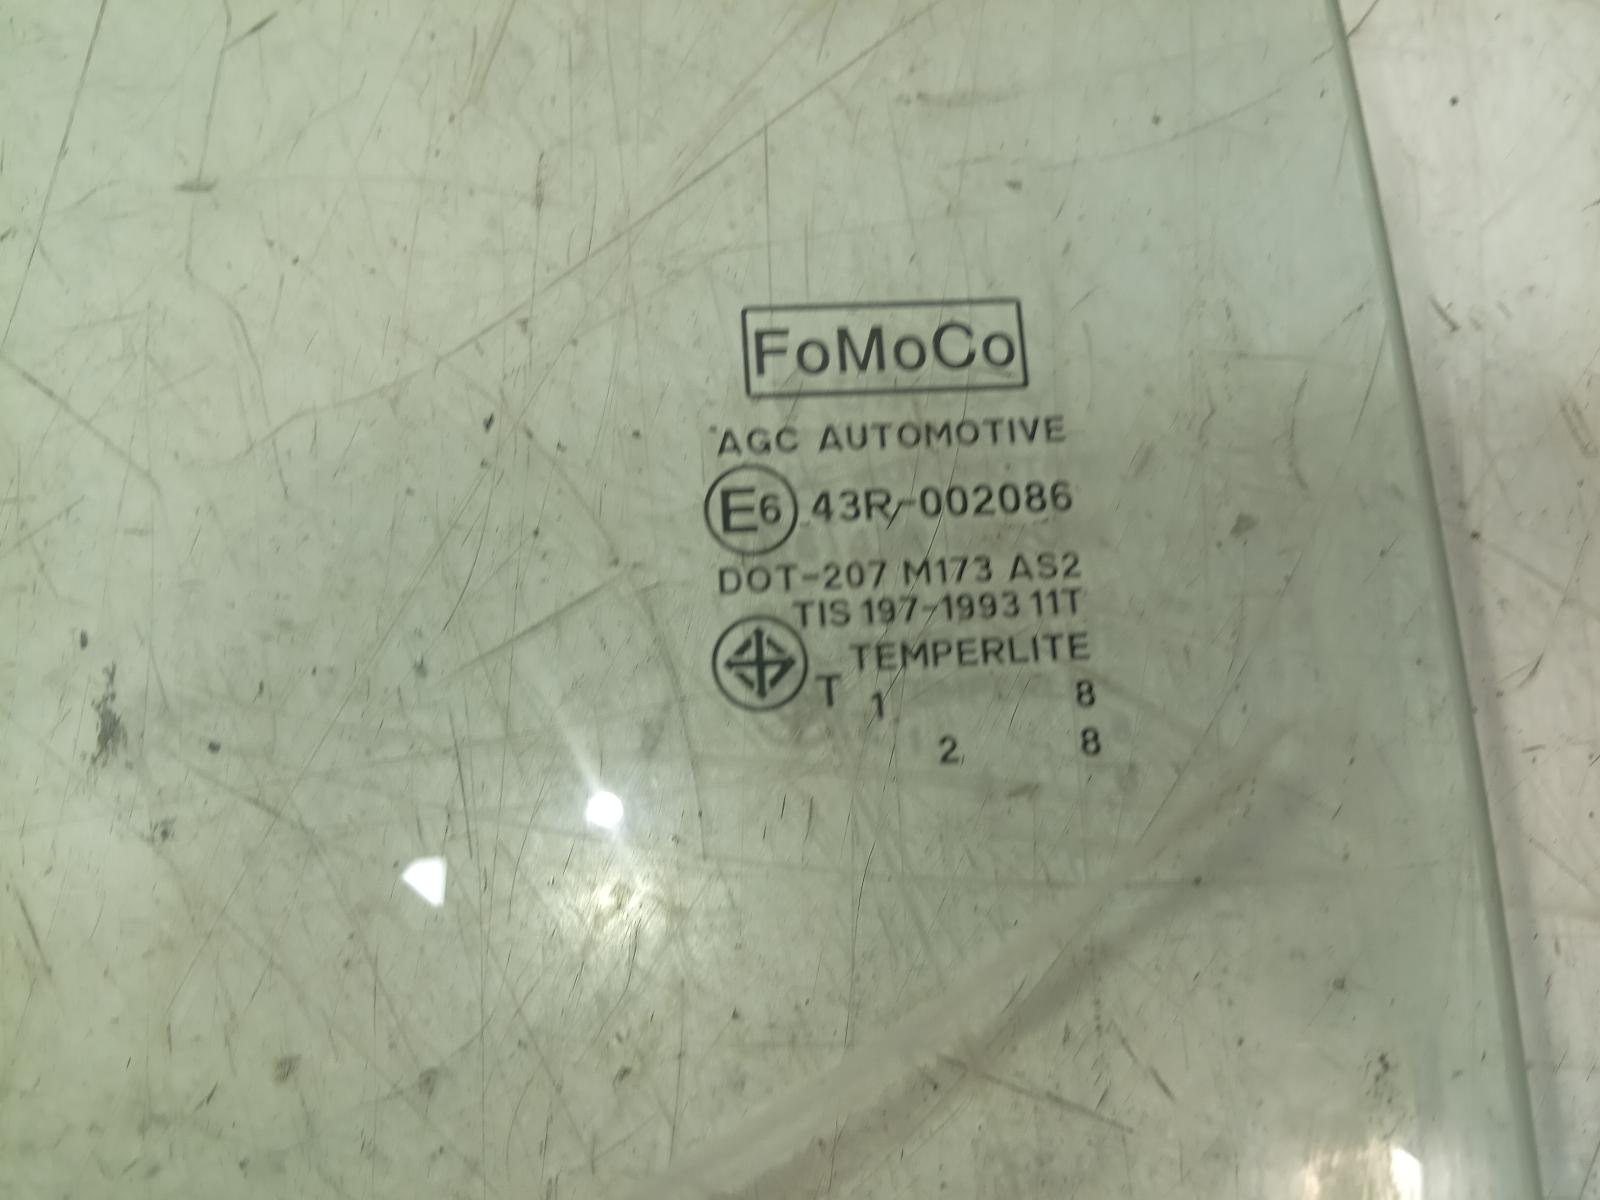 FoMoCo
AGC AUTOMOTIVE
E6 43R-002086
DOT-207 M173 AS2
TIS 197-1993 11T
TEMPERLITE
T 1 8
2 8